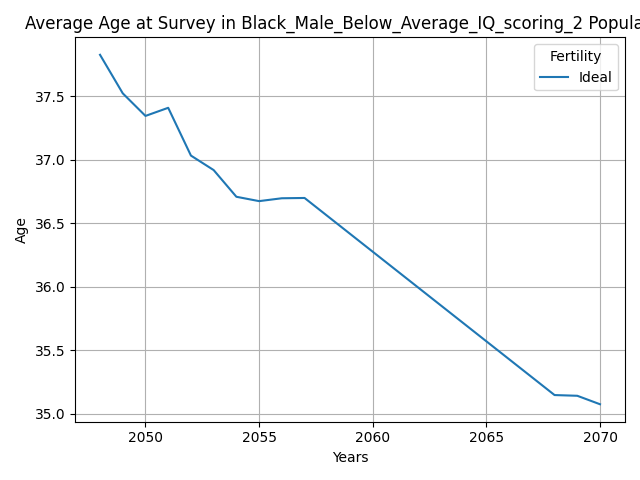 Average Age at Survey in Black_Male_Below_Average_IQ_scoring_2 Popula
Fertility
Ideal
37.5
37.0
36.5
36.0
35.5
35.0
Age
2050 2055 2060 2065 2070
Years